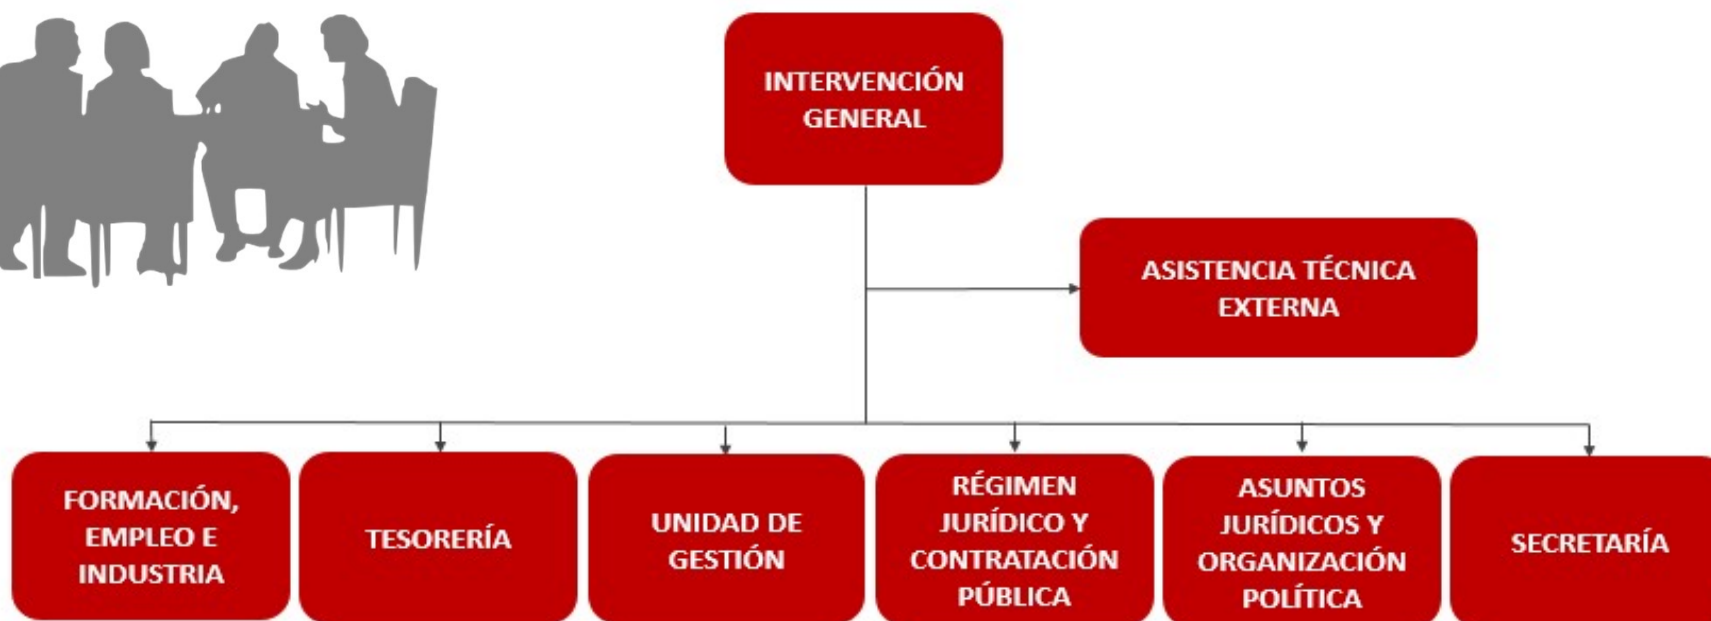 INTERVENCIÓN
GENERAL
ASISTENCIA TÉCNICA
EXTERNA
FORMACIÓN,
EMPLEO E
INDUSTRIA
TESORERÍA
UNIDAD DE
GESTIÓN
RÉGIMEN
JURÍDICO Y
CONTRATACIÓN
PÚBLICA
ASUNTOS
JURÍDICOS Y
ORGANIZACIÓN
POLÍTICA
SECRETARÍA